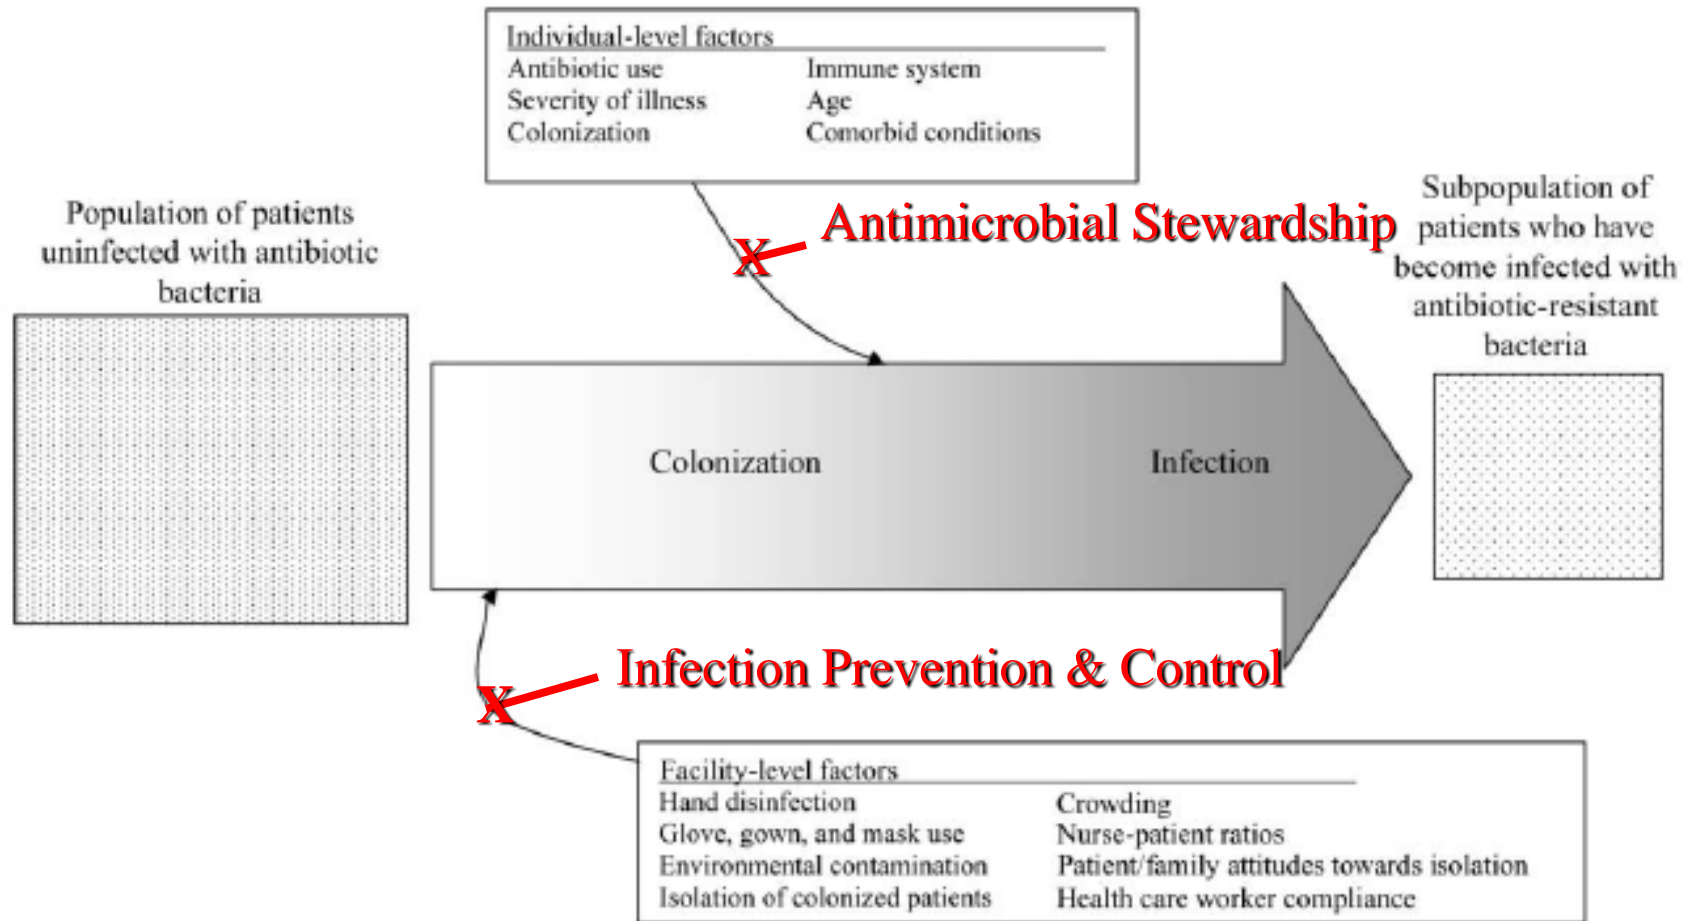 Individual-level factors
Antibiotic use Immune system
Severity of illness Age
Colonization Comorbid conditions
Population of patients
uninfected with antibiotic
bacteria
X Antimicrobial Stewardship
Subpopulation of
patients who have
become infected with
antibiotic-resistant
bacteria
Colonization Infection
X Infection Prevention & Control
Facility-level factors
Hand disinfection Crowding
Glove, gown, and mask use Nurse-patient ratios
Environmental contamination Patient/family attitudes towards isolation
Isolation of colonized patients Health care worker compliance